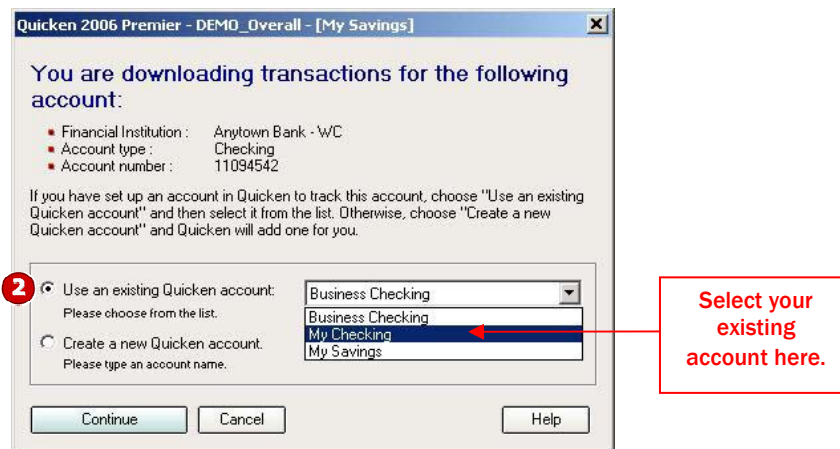 Quicken 2006 Premier - DEMO_Overall - [My Savings]
You are downloading transactions for the following
account:
Financial Institution : Anytown Bank - WC
Account type : Checking
Account number : 11094542
If you have set up an account in Quicken to track this account, choose "Use an existing
Quicken account" and then select it from the list. Otherwise, choose "Create a new
Quicken account" and Quicken will add one for you.
2 Use an existing Quicken account: Business Checking
Please choose from the list.
Business Checking
My Checking
My Savings
Create a new Quicken account.
Please type an account name.
Continue Cancel Help
Select your
existing
account here.